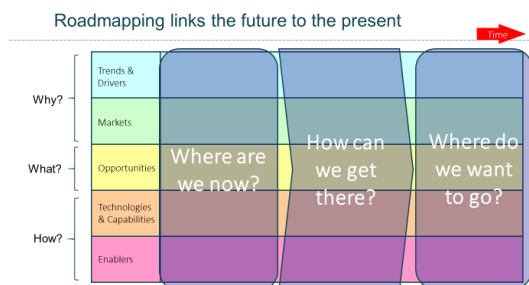 Roadmapping links the future to the present
Time
Why?
What?
How?
Trends &
Drivers
Markets
Opportunities
Technologies
& Capabilities
Enablers
Where are
we now?
How can
we get
there?
Where do
we want
to go?